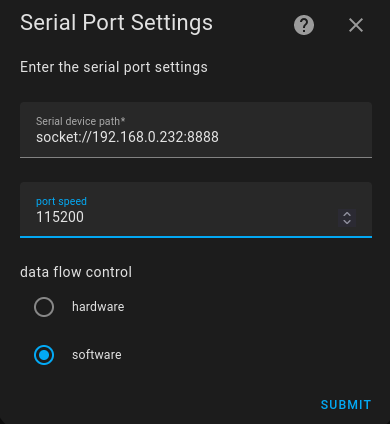 Serial Port Settings
Enter the serial port settings
Serial device path*
socket://192.168.0.232:8888
port speed
115200
data flow control
hardware
software
SUBMIT